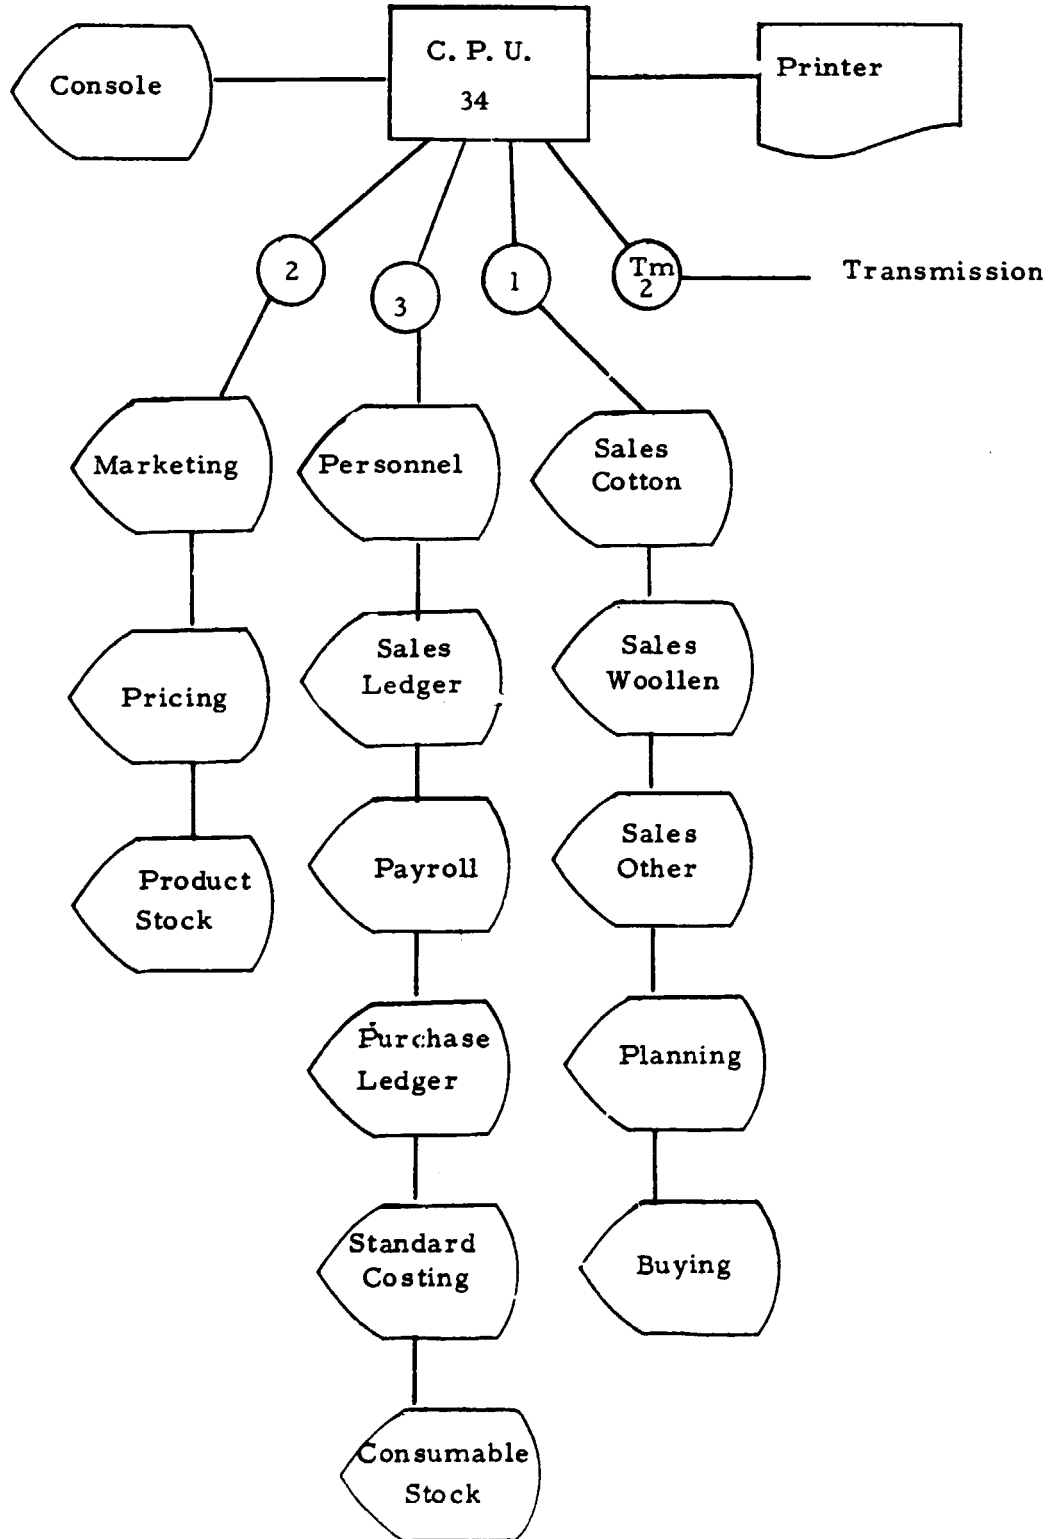 Console
C. P. U.
34
Printer
2
3
1
Tm
2
Transmission
Marketing
Pricing
Product
Stock
Personnel
Sales
Ledger
Payroll
Purchase
Ledger
Standard
Costing
Consumable
Stock
Sales
Cotton
Sales
Woollen
Sales
Other
Planning
Buying